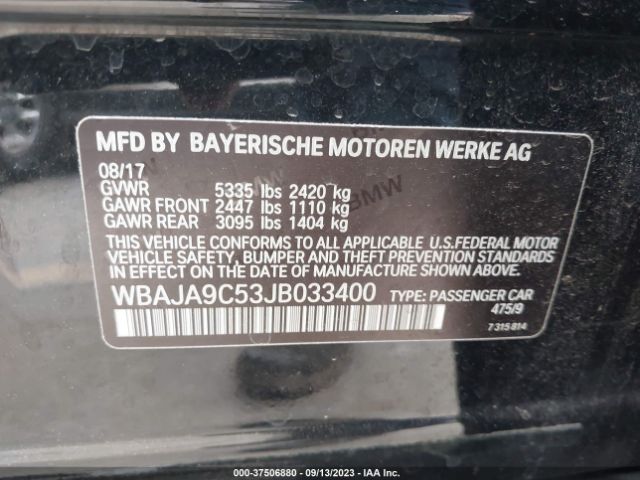 MFD BY BAYERISCHE MOTOREN WERKE AG
08/17
GVWR 5335 lbs 2420 kg
GAWR FRONT 2447 lbs 1110 kg
GAWR REAR 3095 lbs 1404 kg
THIS VEHICLE CONFORMS TO ALL APPLICABLE U.S.FEDERAL MOTOR
VEHICLE SAFETY, BUMPER AND THEFT PREVENTION STANDARDS
IN EFFECT ON THE DATE OF MANUFACTURE SHOWN ABOVE.
WBAJA9C53JB033400 TYPE: PASSENGER CAR
475/9
7 315 814
BMW
000-37506880 - 09/13/2023 - IAA Inc.